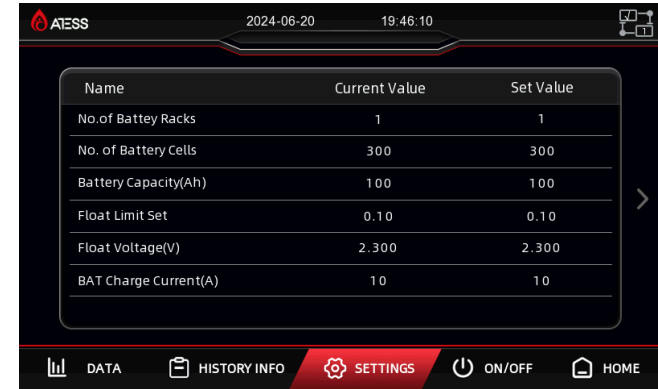 ATESS 2024-06-20 19:46:10
1
Name Current Value Set Value
No.of Battey Racks 1 1
No. of Battery Cells 300 300
Battery Capacity(Ah) 100 100
Float Limit Set 0.10 0.10
Float Voltage(V) 2.300 2.300
BAT Charge Current(A) 10 10
DATA HISTORY INFO SETTINGS ON/OFF HOME